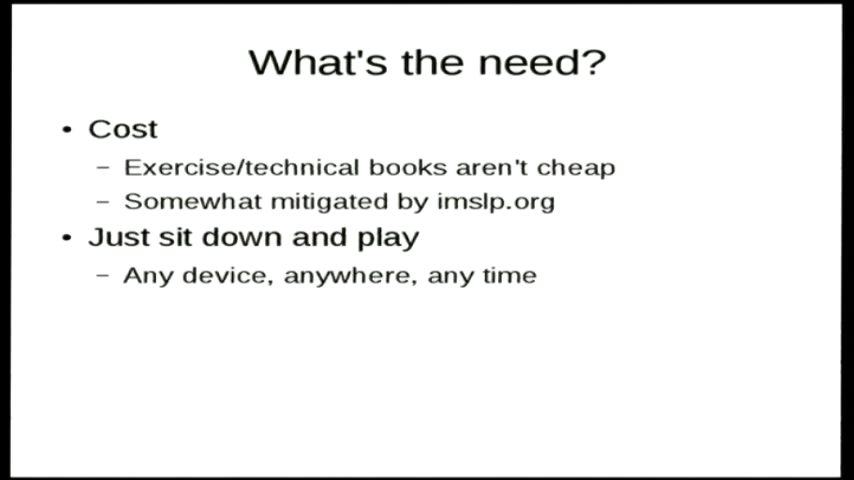 What's the need?
• Cost
– Exercise/technical books aren't cheap
– Somewhat mitigated by imslp.org
• Just sit down and play
– Any device, anywhere, any time